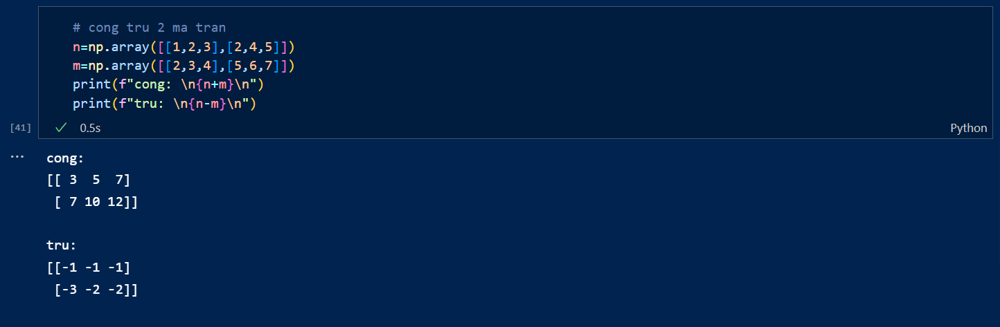 # cong tru 2 ma tran
n=np.array([[1,2,3],[2,4,5]])
m=np.array([[2,3,4],[5,6,7]])
print(f"cong: \n{n+m}\n")
print(f"tru: \n{n-m}\n")
[41] 0.5s Python
... cong:
[[ 3  5  7]
 [ 7 10 12]]
tru:
[[-1 -1 -1]
 [-3 -2 -2]]